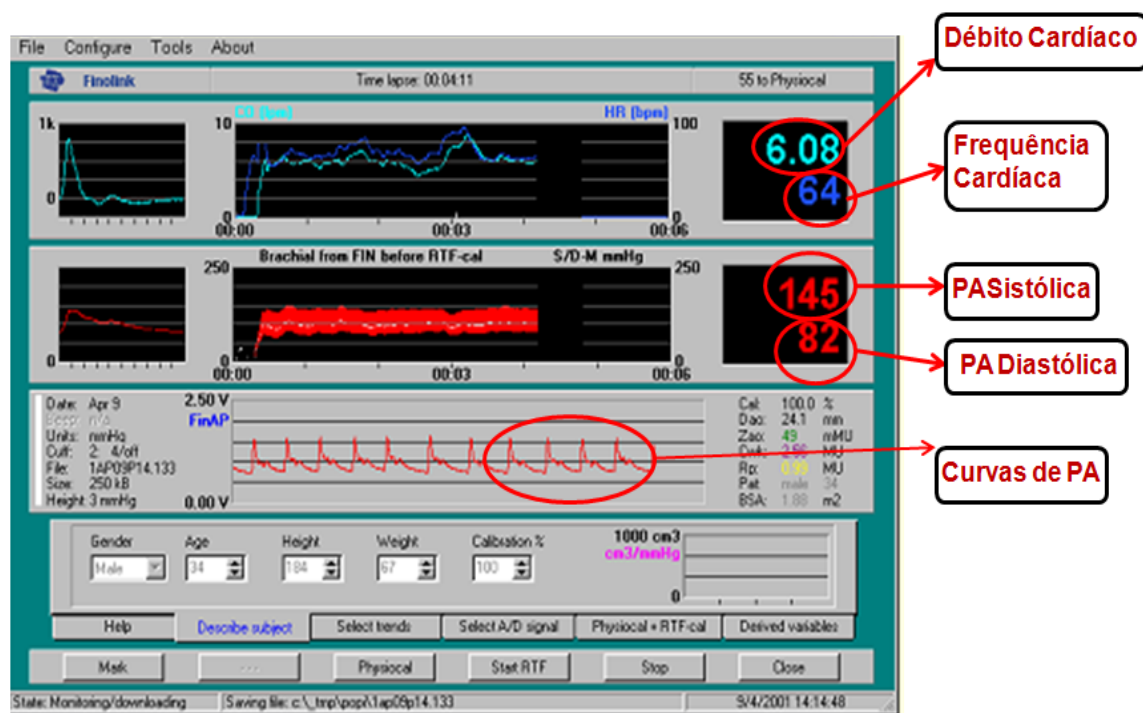 File Configure Tools About
Finolink Time lapse: 00:04:11 55 to Physiocal
CO (lpm) HR (bpm)
1k 10 100
6.08
64
0 0 0
00:00 00:03 00:06
Brachial from FIN before RTF-cal S/D-M mmHg
250 250
145
82
0 0
00:00 00:03 00:06
Date: Apr 9
Resp: n/a
Units: mmHg
Cuff: 2: 4/off
File: 1AP09P14.133
Size: 250 kB
Height 3 mmHg
2.50 V
FinAP
0.00 V
Cal: 100.0 %
Dao: 24.1 mm
Zao: 49 mMU
Cwk: 2.56 MU
Rp: 0.99 MU
Pat: male 34
BSA: 1.88 m2
Gender Age Height Weight Calibration %
Male 34 184 67 100
1000 cm3
cm3/mmHg
0
Help Describe subject Select trends Select A/D signal Physiocal + RTF-cal Derived variables
Mark ... Physiocal Start RTF Stop Close
State: Monitoring/downloading Saving file: c:\_tmp\popi\1ap09p14.133 9/4/2001 14:14:48
Débito Cardíaco
Frequência
Cardíaca
PASistólica
PA Diastólica
Curvas de PA